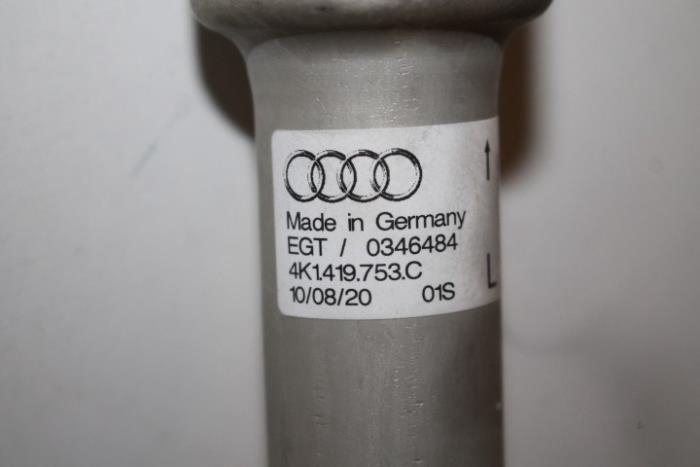 Made in Germany
EGT / 0346484
4K1.419.753.C
10/08/20 01S
L